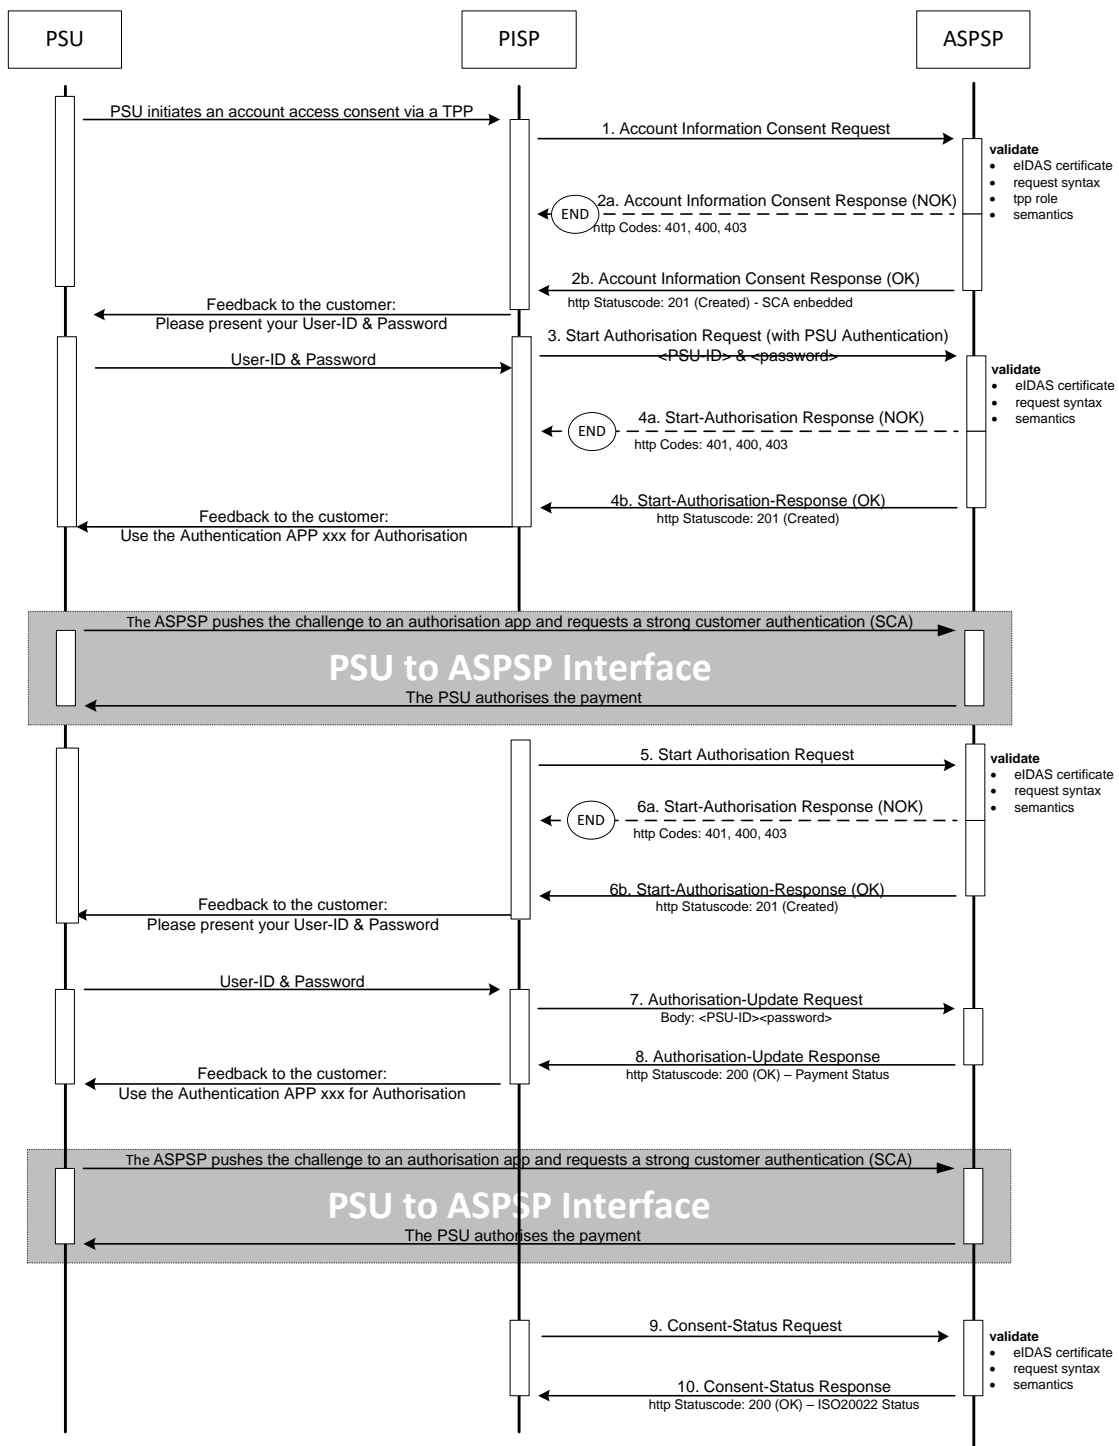 PSU
PISP
ASPSP
PSU initiates an account access consent via a TPP
1. Account Information Consent Request
validate
• eIDAS certificate
• request syntax
• tpp role
• semantics
2a. Account Information Consent Response (NOK)
END
http Codes: 401, 400, 403
2b. Account Information Consent Response (OK)
http Statuscode: 201 (Created) - SCA enbedded
Feedback to the customer:
Please present your User-ID & Password
3. Start Authorisation Request (with PSU Authentication)
<PSU-ID> & <password>
User-ID & Password
validate
• eIDAS certificate
• request syntax
• semantics
4a. Start-Authorisation Response (NOK)
END
http Codes: 401, 400, 403
4b. Start-Authorisation-Response (OK)
http Statuscode: 201 (Created)
Feedback to the customer:
Use the Authentication APP xxx for Authorisation
The ASPSP pushes the challenge to an authorisation app and requests a strong customer authentication (SCA)
PSU to ASPSP Interface
The PSU authorises the payment
5. Start Authorisation Request
validate
• eIDAS certificate
• request syntax
• semantics
6a. Start-Authorisation Response (NOK)
END
http Codes: 401, 400, 403
6b. Start-Authorisation-Response (OK)
http Statuscode: 201 (Created)
Feedback to the customer:
Please present your User-ID & Password
User-ID & Password
7. Authorisation-Update Request
Body: <PSU-ID><password>
8. Authorisation-Update Response
http Statuscode: 200 (OK) – Payment Status
Feedback to the customer:
Use the Authentication APP xxx for Authorisation
The ASPSP pushes the challenge to an authorisation app and requests a strong customer authentication (SCA)
PSU to ASPSP Interface
The PSU authorises the payment
9. Consent-Status Request
validate
• eIDAS certificate
• request syntax
• semantics
10. Consent-Status Response
http Statuscode: 200 (OK) – ISO20022 Status